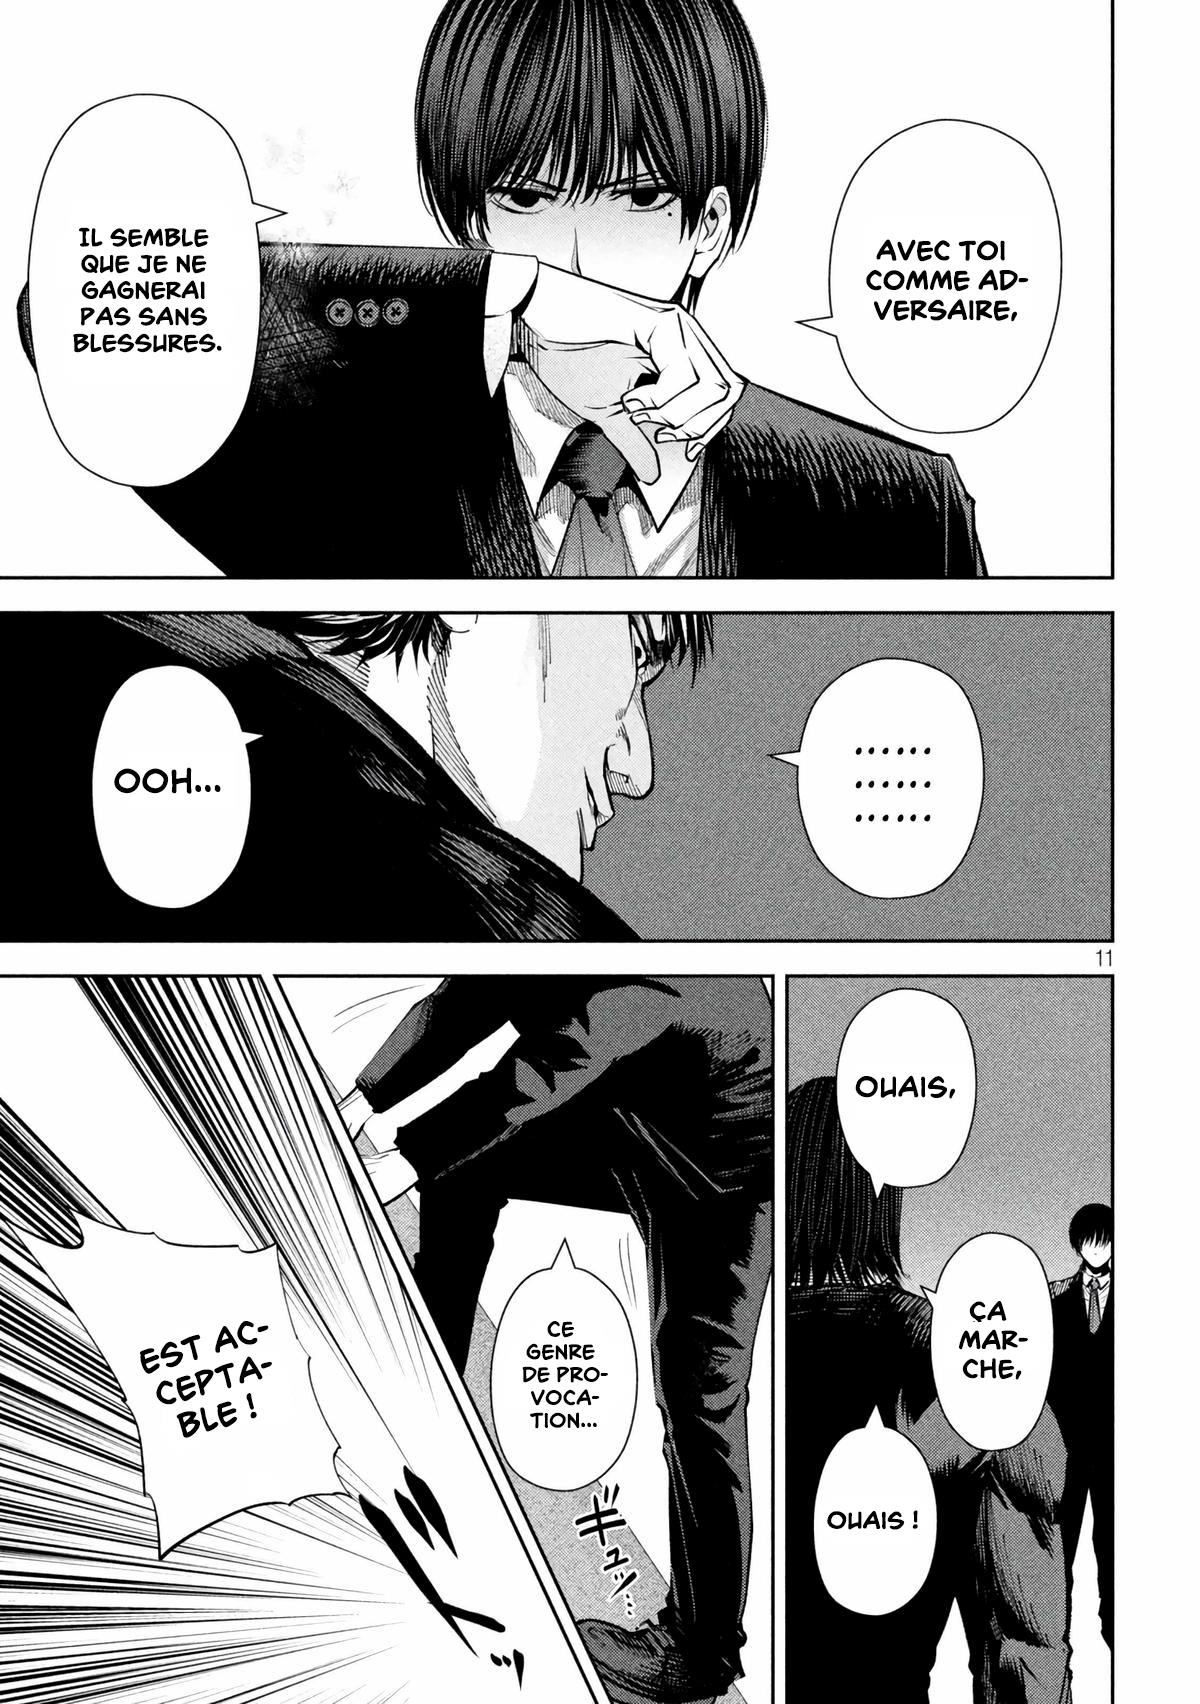 AVEC TOI
COMME AD-
VERSAIRE,
IL SEMBLE
QUE JE NE
GAGNERAI
PAS SANS
BLESSURES.
......
......
......
OOH...
11
OUAIS,
ÇA
MAR-
CHE,
OUAIS !
CE
GENRE
DE PRO-
VOCA-
TION...
ギュッ...
EST AC-
CEPTA-
BLE !